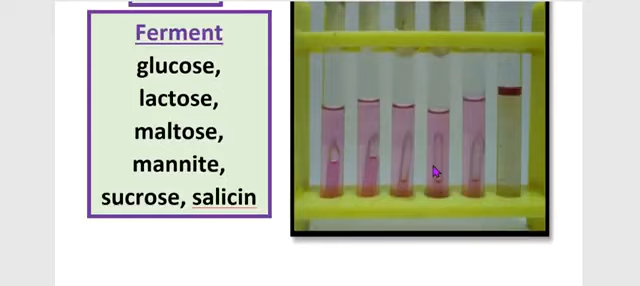 Ferment
glucose,
lactose,
maltose,
mannite,
sucrose, salicin